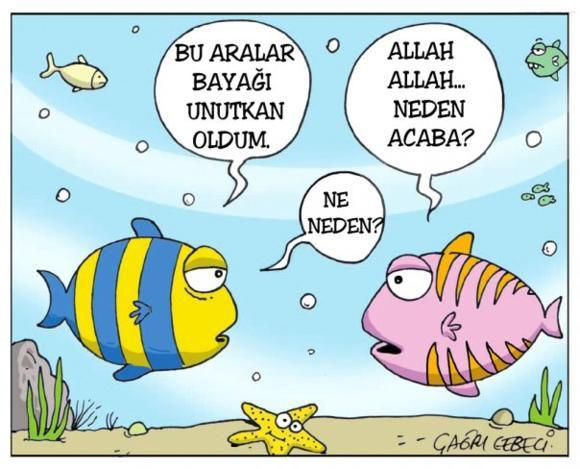 BU ARALAR
BAYAĞI
UNUTKAN
OLDUM.
ALLAH
ALLAH...
NEDEN
ACABA?
NE
NEDEN?
ÇAĞRI CEBECİ.